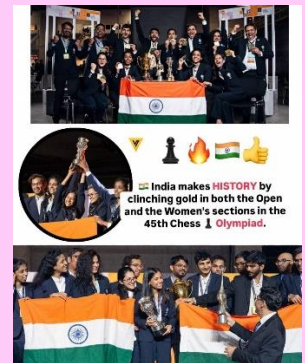 India makes HISTORY by
clinching gold in both the Open
and the Women's sections in the
45th Chess Olympiad.